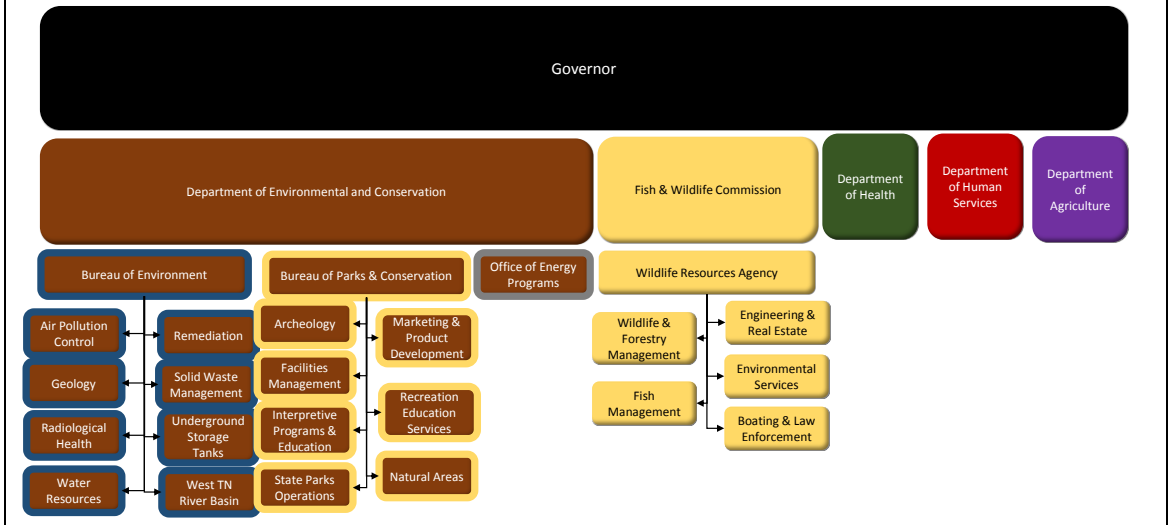 Governor
Department of Environmental and Conservation
Fish & Wildlife Commission
Department
of Health
Department
of Human
Services
Department
of
Agriculture
Bureau of Environment
Bureau of Parks & Conservation
Office of Energy
Programs
Wildlife Resources Agency
Air Pollution
Control
Remediation
Geology
Solid Waste
Management
Radiological
Health
Underground
Storage
Tanks
Water
Resources
West TN
River Basin
Archeology
Marketing &
Product
Development
Facilities
Management
Recreation
Education
Services
Interpretive
Programs &
Education
State Parks
Operations
Natural Areas
Wildlife &
Forestry
Management
Engineering &
Real Estate
Environmental
Services
Fish
Management
Boating & Law
Enforcement